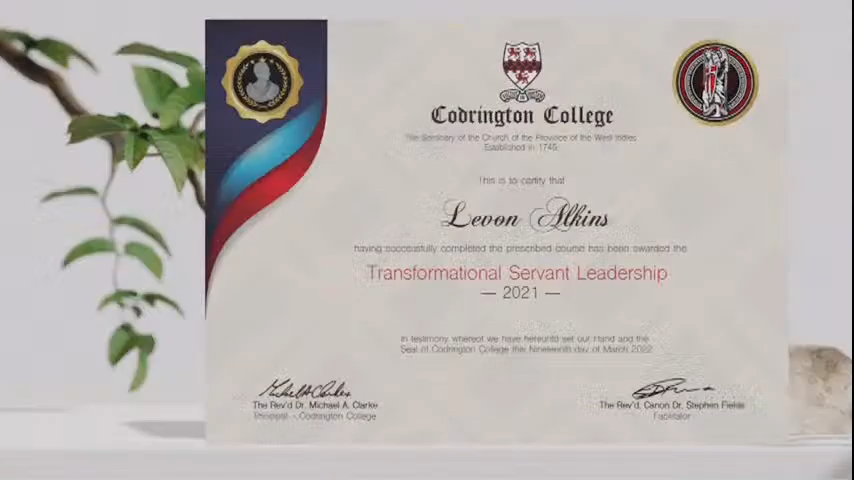 Codrington College
The Seminary of the Church of the Province of the West Indies
Established in 1745
This is to certify that
Levon Alkins
having successfully completed the prescribed course has been awarded the
Transformational Servant Leadership
— 2021 —
In testimony whereof we have hereunto set our Hand and the
Seal of Codrington College this Nineteenth day of March 2022
The Rev'd Dr. Michael A. Clarke
Principal - Codrington College
The Rev'd. Canon Dr. Stephen Fields
Facilitator